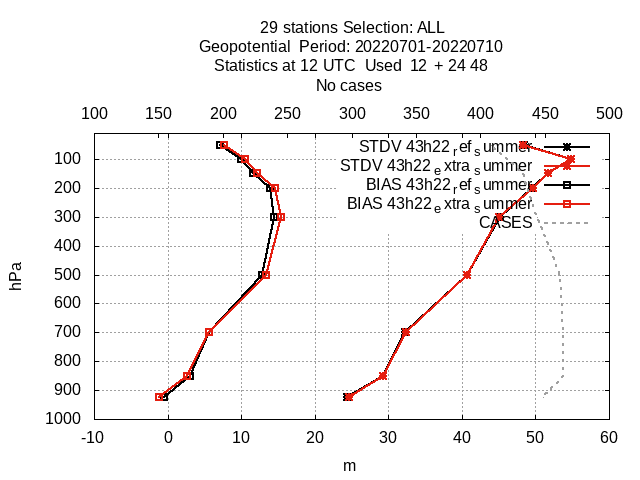 29 stations Selection: ALL
Geopotential  Period: 20220701-20220710
Statistics at 12 UTC  Used  12  + 24 48
No cases
100 150 200 250 300 350 400 450 500
STDV 43h22_ref_summer
STDV 43h22_extra_summer
BIAS 43h22_ref_summer
BIAS 43h22_extra_summer
CASES
hPa
100
200
300
400
500
600
700
800
900
1000
-10 0 10 20 30 40 50 60
m